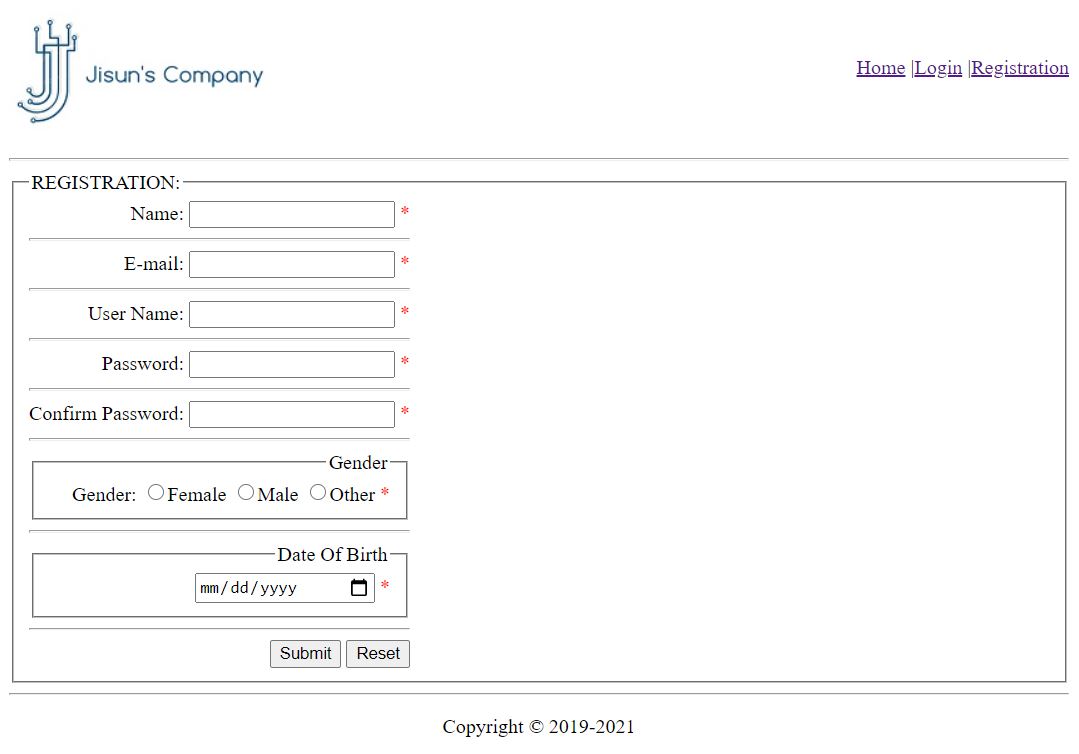 Jisun's Company
Home |Login |Registration
REGISTRATION:
Name: *
E-mail: *
User Name: *
Password: *
Confirm Password: *
Gender
Gender: Female Male Other *
Date Of Birth
mm/dd/yyyy *
Submit Reset
Copyright © 2019-2021